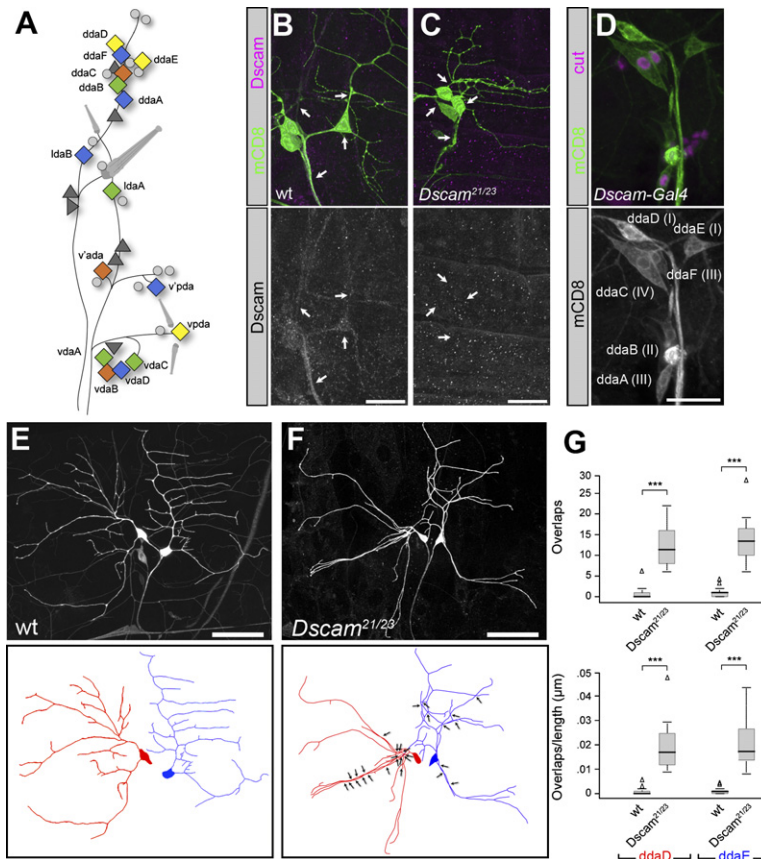 A
ddaD
ddaF
ddaE
ddaC
ddaB
ddaA
ldaB
ldaA
v'ada
v'pda
vpda
vdaA
vdaC
vdaD
vdaB
B
mCD8 Dscam
wt
Dscam
C
Dscam21/23
D
mCD8 cut
Dscam-Gal4
mCD8
ddaD (I)
ddaE (I)
ddaF (III)
ddaC (IV)
ddaB (II)
ddaA (III)
E
wt
F
Dscam21/23
G
Overlaps
30
25
20
15
10
5
0
***
***
wt
Dscam21/23
wt
Dscam21/23
Overlaps/length (µm)
.05
.04
.03
.02
.01
0
***
***
wt
Dscam21/23
wt
Dscam21/23
ddaD
ddaE